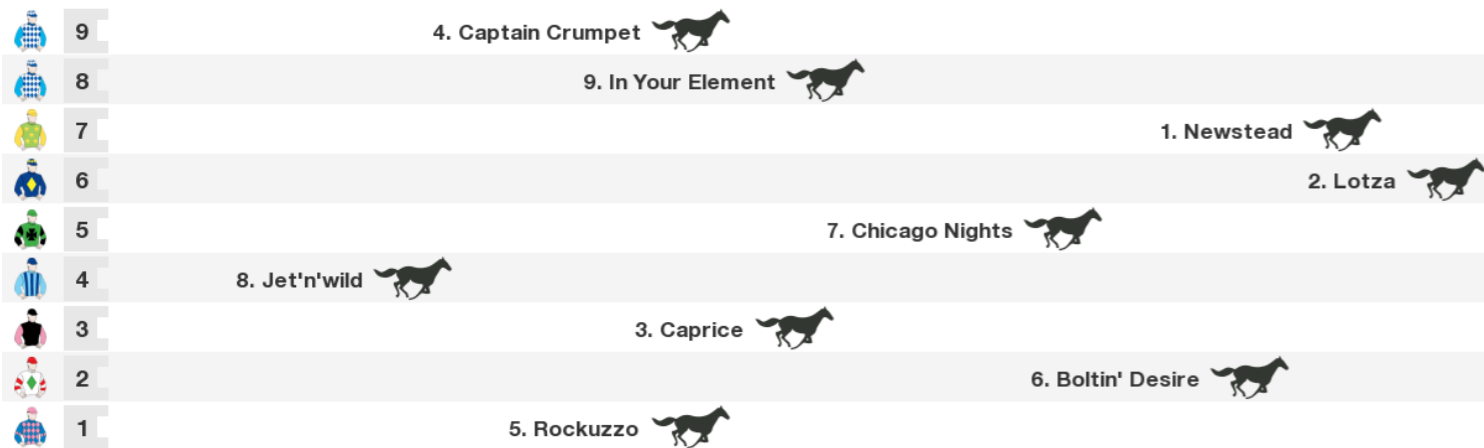 9 4. Captain Crumpet
8 9. In Your Element
7 1. Newstead
6 2. Lotza
5 7. Chicago Nights
4 8. Jet'n'wild
3 3. Caprice
2 6. Boltin' Desire
1 5. Rockuzzo